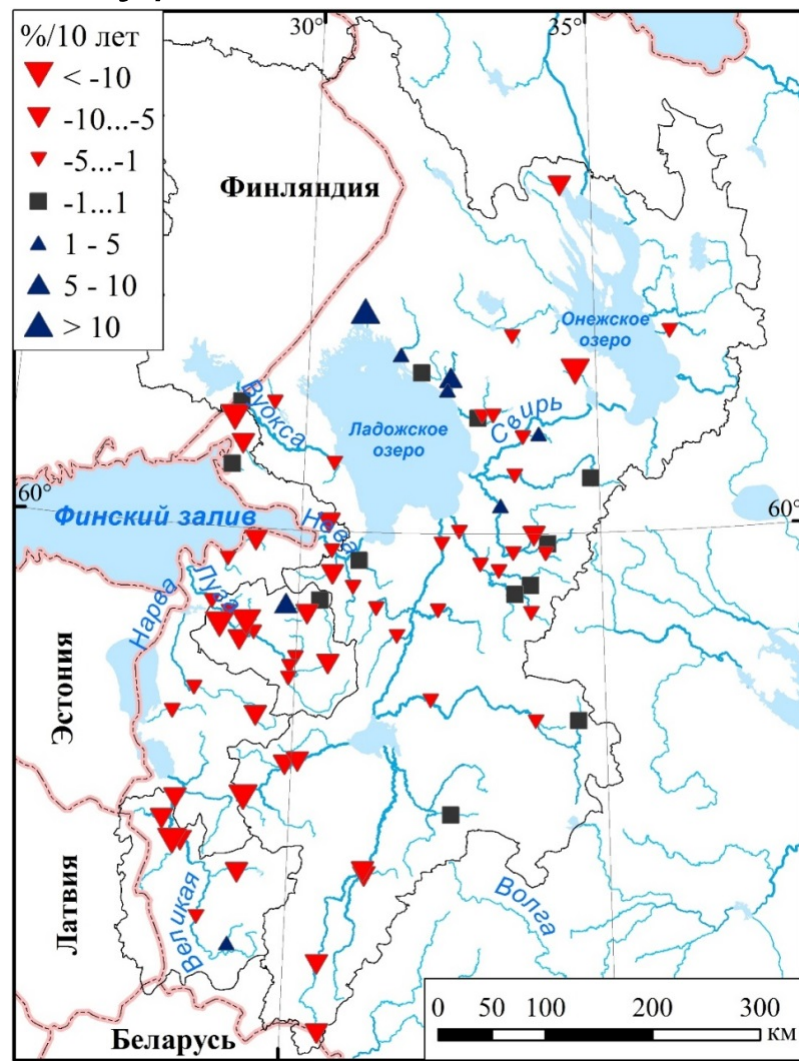 30° 35°
%/10 лет
< -10
-10...-5
-5...-1
-1...1
1 - 5
5 - 10
> 10
Финляндия
Онежское
озеро
Вуокса
Свирь
Ладожское
озеро
60° 60°
Финский залив
Нева
Луга
Нарва
Эстония
Латвия
Великая
Волга
Беларусь
0 50 100 200 300
км
30°